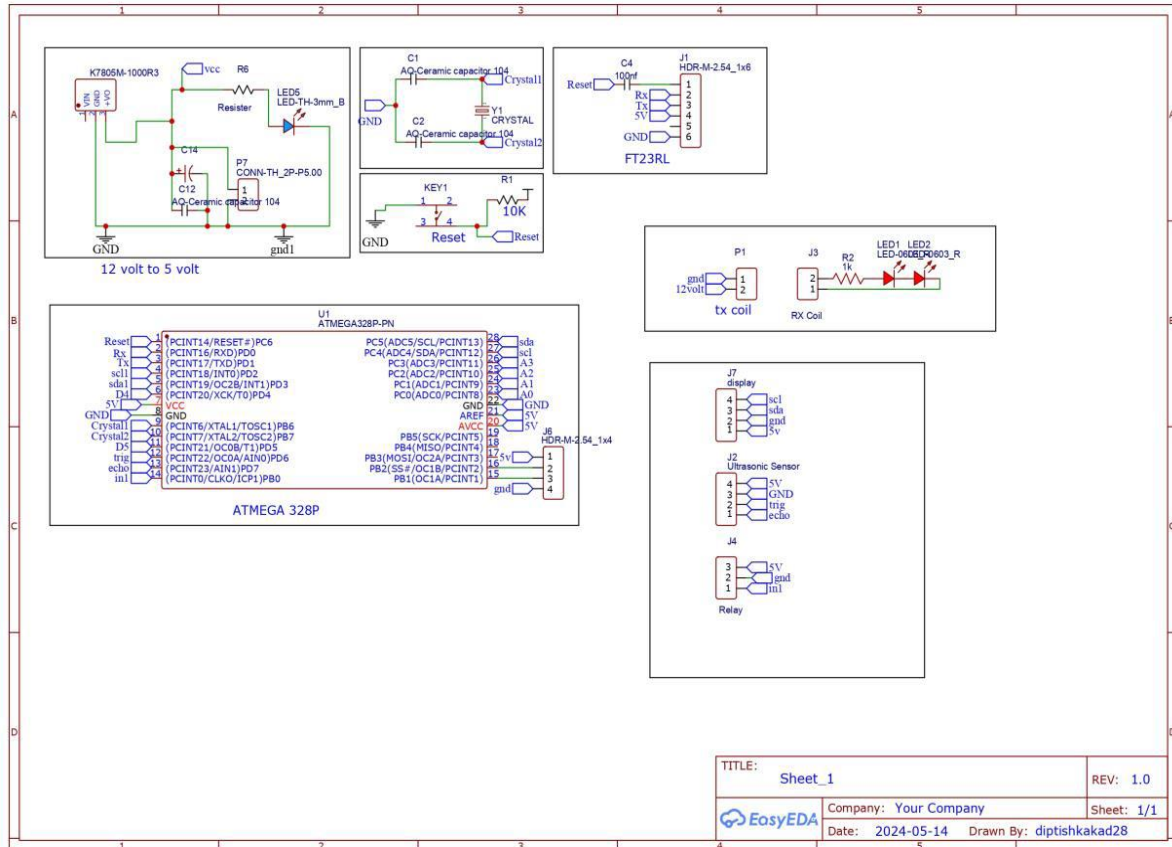 1 2 3 4 5
A
B
C
D
K7805M-1000R3
VIN
GND
+VO
1
2
3
vcc
R6
Resister
LED5
LED-TH-3mm_B
C14
+
C12
AO-Ceramic capacitor 104
P7
CONN-TH_2P-P5.00
1
2
GND
gnd1
12 volt to 5 volt
C1
AO-Ceramic capacitor 104
Crystal1
GND
Y1
CRYSTAL
C2
AO-Ceramic capacitor 104
Crystal2
KEY1
1 2
3 4
Reset
GND
R1
10K
Reset
J1
HDR-M-2.54_1x6
C4
100nf
Reset 1
Rx 2
Tx 3
5V 4
5
GND 6
FT23RL
P1
gnd 1
12volt 2
tx coil
J3
2
1
RX Coil
R2
1k
LED1
LED2
LED-0603_R
U1
ATMEGA328P-PN
Reset 1 (PCINT14/RESET#)PC6
Rx 2 (PCINT16/RXD)PD0
Tx 3 (PCINT17/TXD)PD1
scl1 4 (PCINT18/INT0)PD2
sda1 5 (PCINT19/OC2B/INT1)PD3
D4 6 (PCINT20/XCK/T0)PD4
5V 7 VCC
GND 8 GND
Crystal1 9 (PCINT6/XTAL1/TOSC1)PB6
Crystal2 10 (PCINT7/XTAL2/TOSC2)PB7
D5 11 (PCINT21/OC0B/T1)PD5
trig 12 (PCINT22/OC0A/AIN0)PD6
echo 13 (PCINT23/AIN1)PD7
in1 14 (PCINT0/CLKO/ICP1)PB0
PC5(ADC5/SCL/PCINT13) 28 sda
PC4(ADC4/SDA/PCINT12) 27 scl
PC3(ADC3/PCINT11) 26 A3
PC2(ADC2/PCINT10) 25 A2
PC1(ADC1/PCINT9) 24 A1
PC0(ADC0/PCINT8) 23 A0
GND 22 GND
AREF 21 5V
AVCC 20 5V
PB5(SCK/PCINT5) 19
PB4(MISO/PCINT4) 18
PB3(MOSI/OC2A/PCINT3) 17
PB2(SS#/OC1B/PCINT2) 16
PB1(OC1A/PCINT1) 15
J6
HDR-M-2.54_1x4
5v 1
2
3
gnd 4
ATMEGA 328P
J7
display
4 scl
3 sda
2 gnd
1 5v
J2
Ultrasonic Sensor
4 5V
3 GND
2 trig
1 echo
J4
3 5V
2 gnd
1 in1
Relay
TITLE:
Sheet_1
REV: 1.0
EasyEDA
Company: Your Company
Sheet: 1/1
Date: 2024-05-14 Drawn By: diptishkakad28
1 2 3 4 5